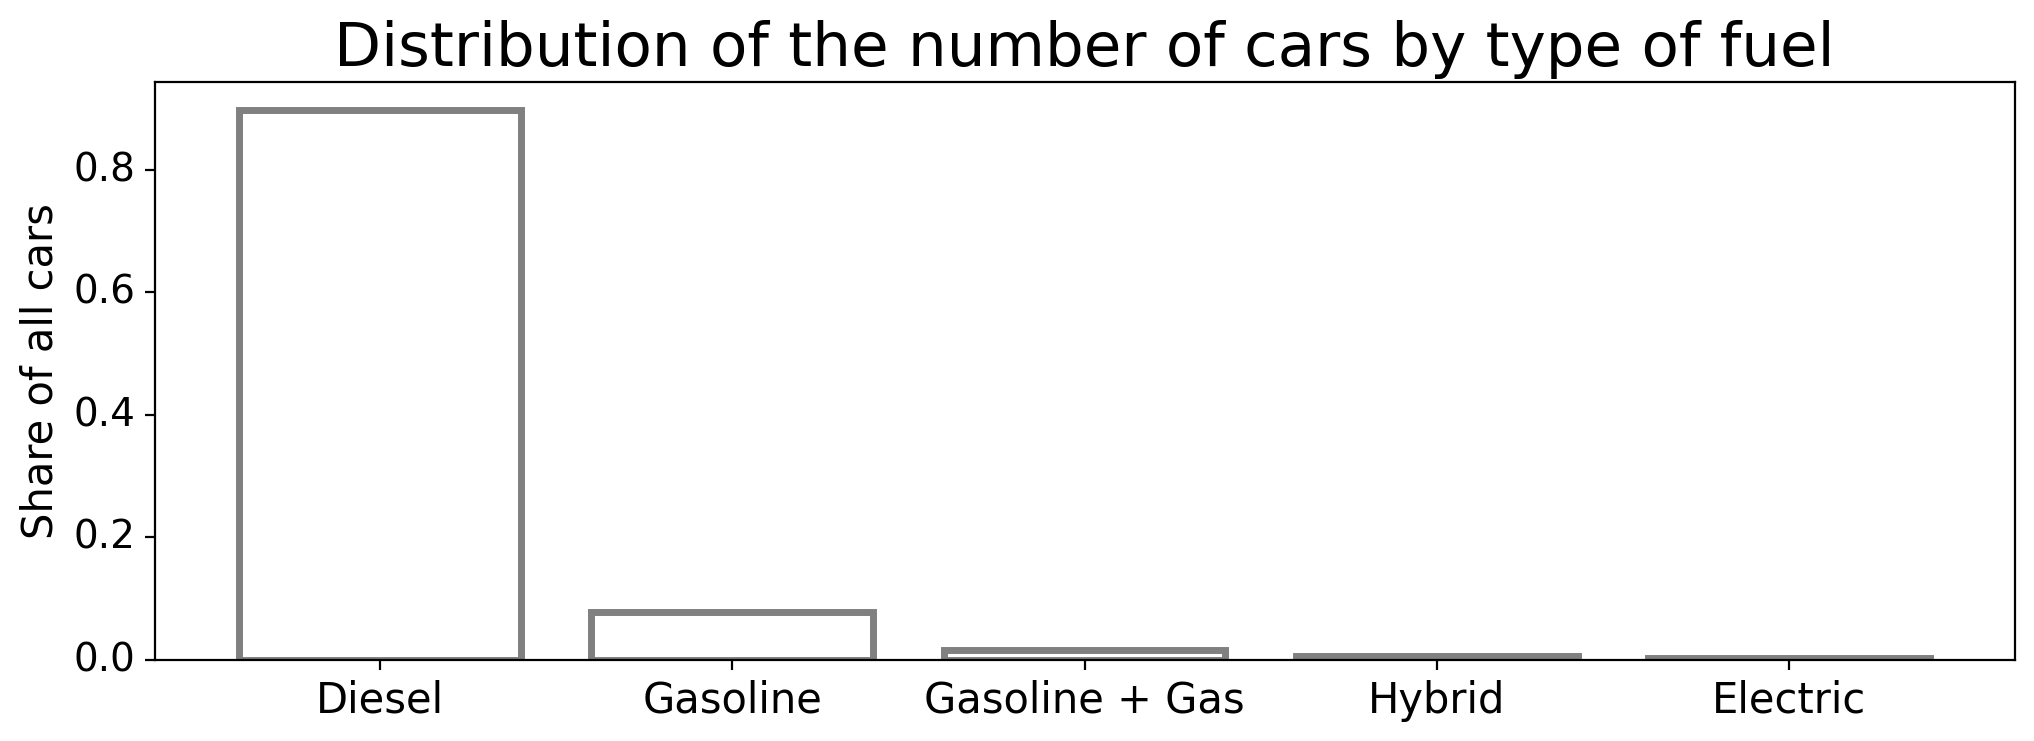 Distribution of the number of cars by type of fuel
Share of all cars
0.8
0.6
0.4
0.2
0.0
Diesel
Gasoline
Gasoline + Gas
Hybrid
Electric